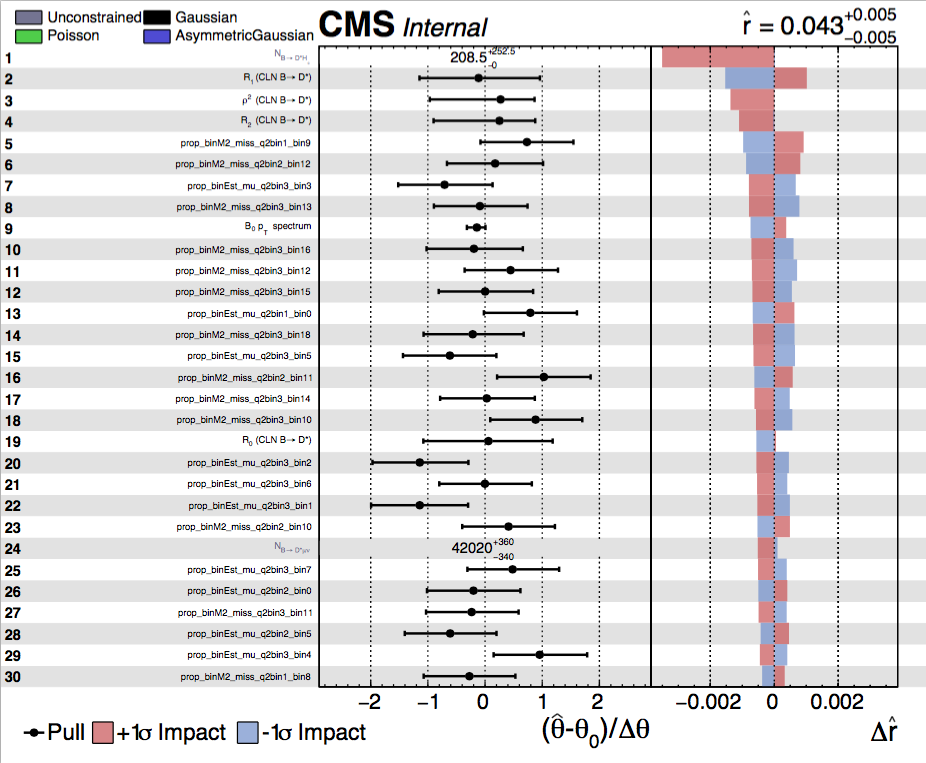 Unconstrained Gaussian
Poisson AsymmetricGaussian
CMS Internal
r̂ = 0.043 +0.005 −0.005
1 N B→D*H 208.5 +252.5 −0
2 R₁ (CLN B→D*)
3 ρ² (CLN B→D*)
4 R₂ (CLN B→D*)
5 prop_binM2_miss_q2bin1_bin9
6 prop_binM2_miss_q2bin2_bin12
7 prop_binEst_mu_q2bin3_bin3
8 prop_binM2_miss_q2bin3_bin13
9 B₀ p_T spectrum
10 prop_binM2_miss_q2bin3_bin16
11 prop_binM2_miss_q2bin3_bin12
12 prop_binM2_miss_q2bin3_bin15
13 prop_binEst_mu_q2bin1_bin0
14 prop_binM2_miss_q2bin3_bin18
15 prop_binEst_mu_q2bin3_bin5
16 prop_binM2_miss_q2bin2_bin11
17 prop_binM2_miss_q2bin3_bin14
18 prop_binM2_miss_q2bin3_bin10
19 R₀ (CLN B→D*)
20 prop_binEst_mu_q2bin3_bin2
21 prop_binEst_mu_q2bin3_bin6
22 prop_binEst_mu_q2bin3_bin1
23 prop_binM2_miss_q2bin2_bin10
24 N B→D*μν 42020 +360 −340
25 prop_binEst_mu_q2bin3_bin7
26 prop_binEst_mu_q2bin2_bin0
27 prop_binM2_miss_q2bin3_bin11
28 prop_binEst_mu_q2bin2_bin5
29 prop_binEst_mu_q2bin3_bin4
30 prop_binM2_miss_q2bin1_bin8
−2 −1 0 1 2 −0.002 0 0.002
Pull +1σ Impact -1σ Impact (θ̂-θ₀)/Δθ Δr̂